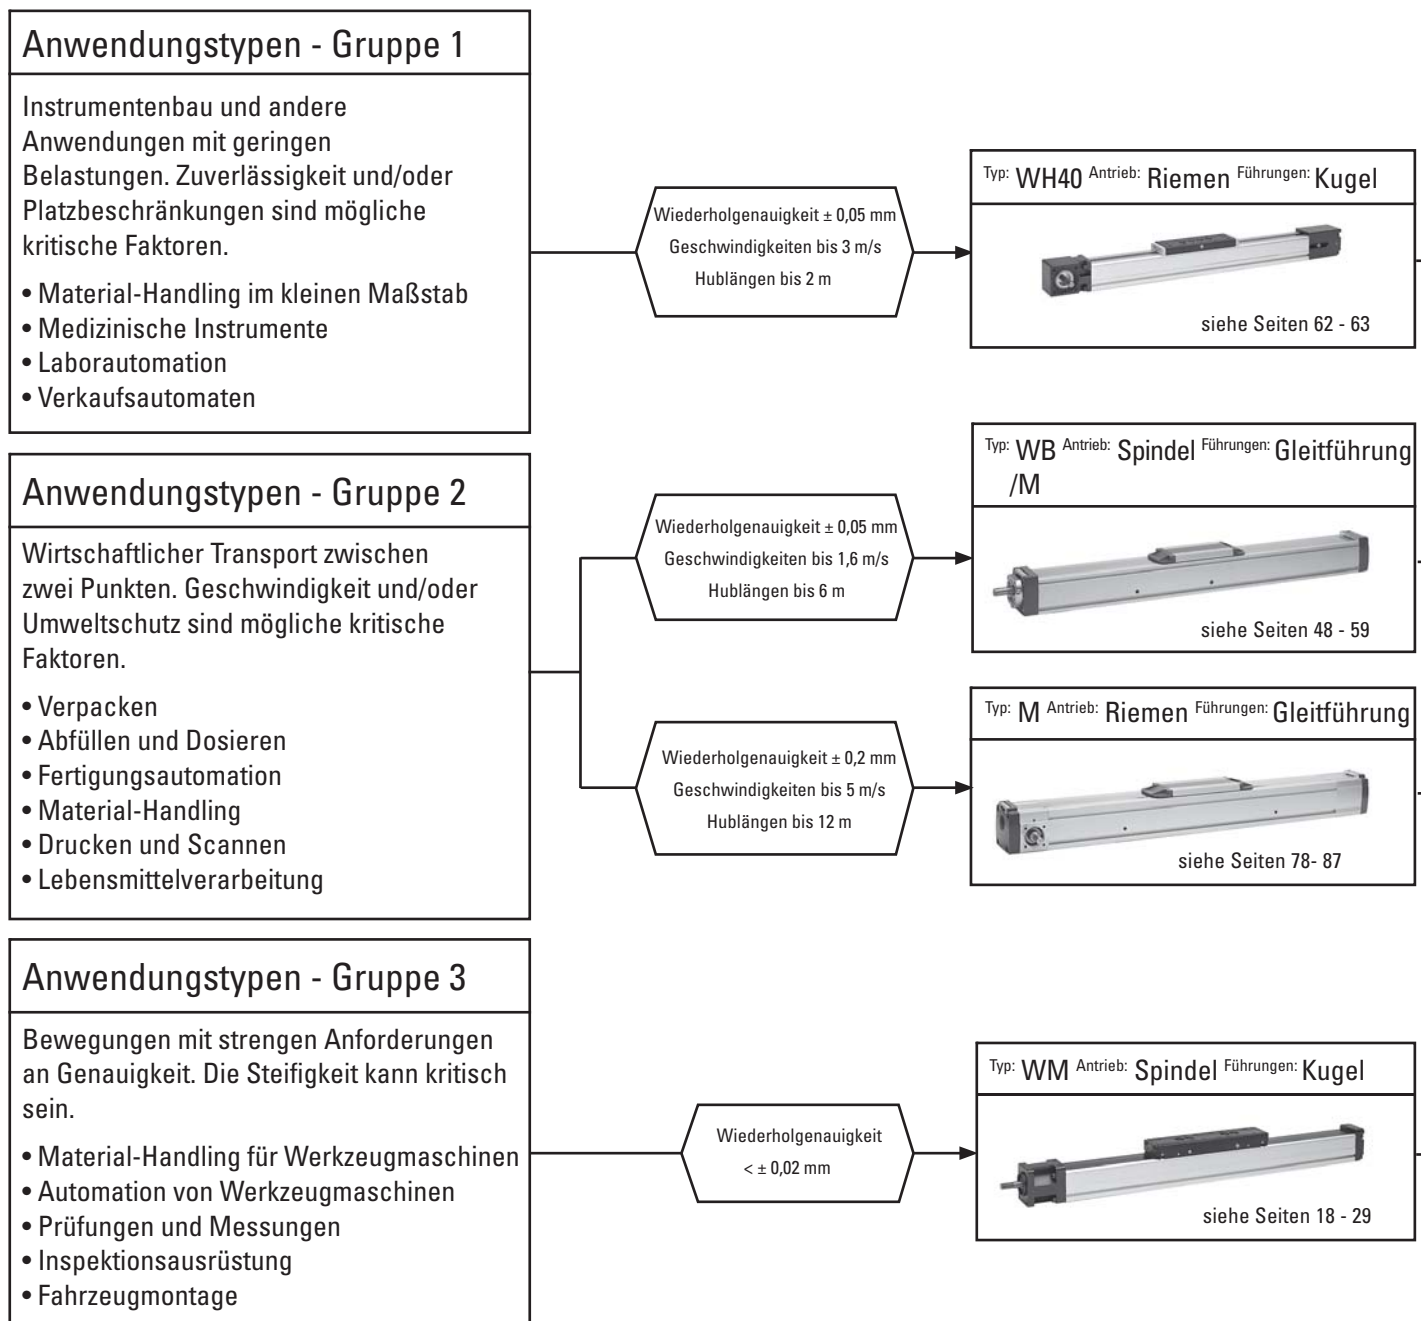 Anwendungstypen - Gruppe 1
Instrumentenbau und andere
Anwendungen mit geringen
Belastungen. Zuverlässigkeit und/oder
Platzbeschränkungen sind mögliche
kritische Faktoren.
• Material-Handling im kleinen Maßstab
• Medizinische Instrumente
• Laborautomation
• Verkaufsautomaten
Wiederholgenauigkeit ± 0,05 mm
Geschwindigkeiten bis 3 m/s
Hublängen bis 2 m
Typ: WH40 Antrieb: Riemen Führungen: Kugel
siehe Seiten 62 - 63
Anwendungstypen - Gruppe 2
Wirtschaftlicher Transport zwischen
zwei Punkten. Geschwindigkeit und/oder
Umweltschutz sind mögliche kritische
Faktoren.
• Verpacken
• Abfüllen und Dosieren
• Fertigungsautomation
• Material-Handling
• Drucken und Scannen
• Lebensmittelverarbeitung
Wiederholgenauigkeit ± 0,05 mm
Geschwindigkeiten bis 1,6 m/s
Hublängen bis 6 m
Typ: WB Antrieb: Spindel Führungen: Gleitführung
/M
siehe Seiten 48 - 59
Wiederholgenauigkeit ± 0,2 mm
Geschwindigkeiten bis 5 m/s
Hublängen bis 12 m
Typ: M Antrieb: Riemen Führungen: Gleitführung
siehe Seiten 78- 87
Anwendungstypen - Gruppe 3
Bewegungen mit strengen Anforderungen
an Genauigkeit. Die Steifigkeit kann kritisch
sein.
• Material-Handling für Werkzeugmaschinen
• Automation von Werkzeugmaschinen
• Prüfungen und Messungen
• Inspektionsausrüstung
• Fahrzeugmontage
Wiederholgenauigkeit
< ± 0,02 mm
Typ: WM Antrieb: Spindel Führungen: Kugel
siehe Seiten 18 - 29